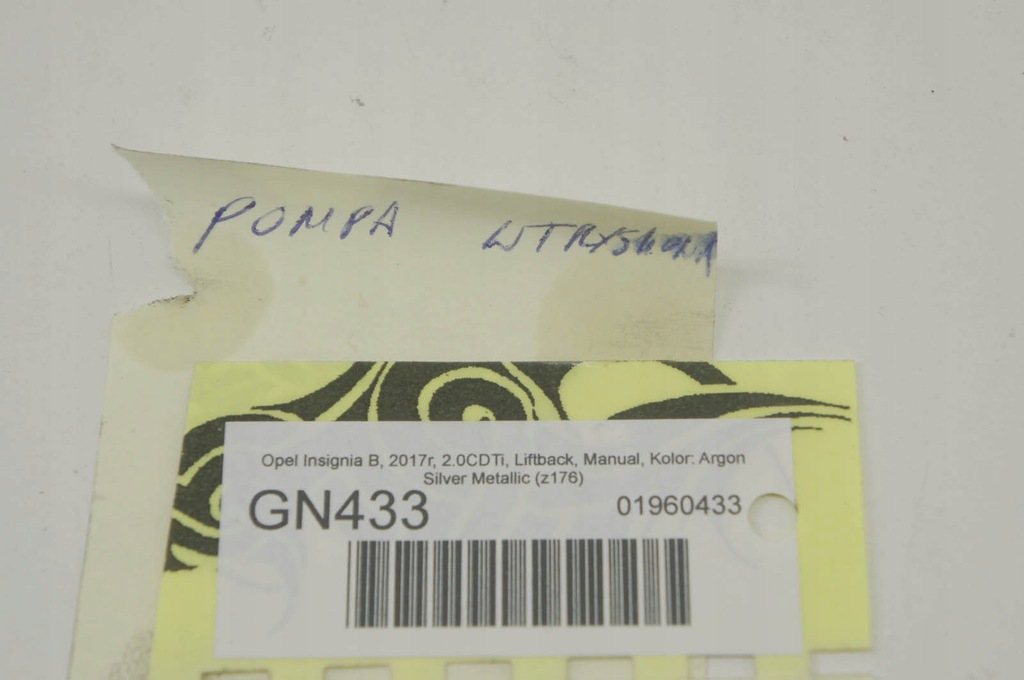 POMPA WTRYSKOWA
Opel Insignia B, 2017r, 2.0CDTi, Liftback, Manual, Kolor: Argon
Silver Metallic (z176)
GN433 01960433